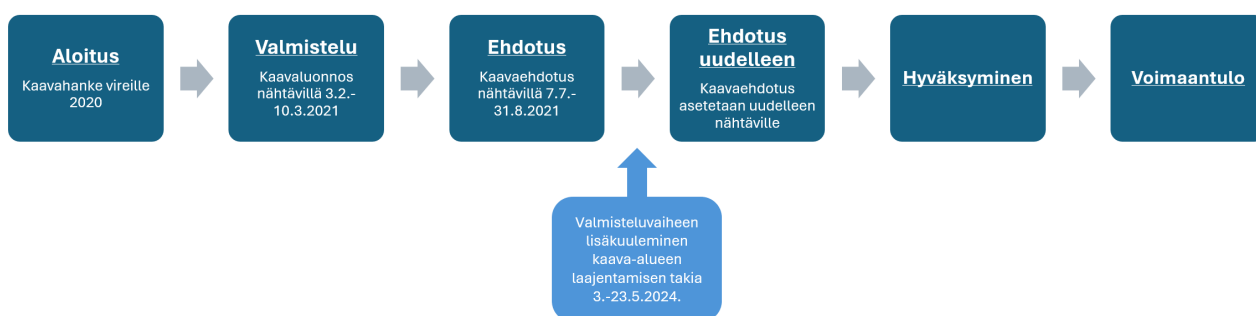 Aloitus
Kaavahanke vireille
2020
Valmistelu
Kaavaluonnos
nähtävillä 3.2.-
10.3.2021
Ehdotus
Kaavaehdotus
nähtävillä 7.7.-
31.8.2021
Ehdotus
uudelleen
Kaavaehdotus
asetetaan uudelleen
nähtäville
Hyväksyminen
Voimaantulo
Valmisteluvaiheen
lisäkuuleminen
kaava-alueen
laajentamisen takia
3.-23.5.2024.